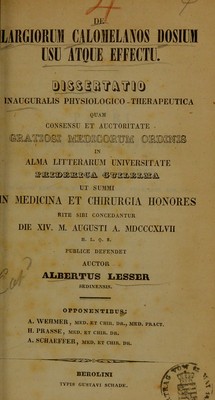 DE
LARGIORUM CALOMELANOS DOSIUM
USU ATQUE EFFECTU.
DISSERTATIO
INAUGURALIS PHYSIOLOGICO-THERAPEUTICA
QUAM
CONSENSU ET AUCTORITATE
GRATIOSI MEDICORUM ORDINIS
IN
ALMA LITTERARUM UNIVERSITATE
FRIDERICA GUILELMA
UT SUMMI
IN MEDICINA ET CHIRURGIA HONORES
RITE SIBI CONCEDANTUR
DIE XIV. M. AUGUSTI A. MDCCCXLVII
H. L. Q. S.
PUBLICE DEFENDET
AUCTOR
ALBERTUS LESSER
SEDINENSIS.
OPPONENTIBUS:
A. WEHMER, MED. ET CHIR. DR., MED. PRACT.
H. PRASSE, MED. ET CHIR. DR.
A. SCHAEFFER, MED. ET CHIR. DR.
BEROLINI
TYPIS GUSTAVI SCHADE.